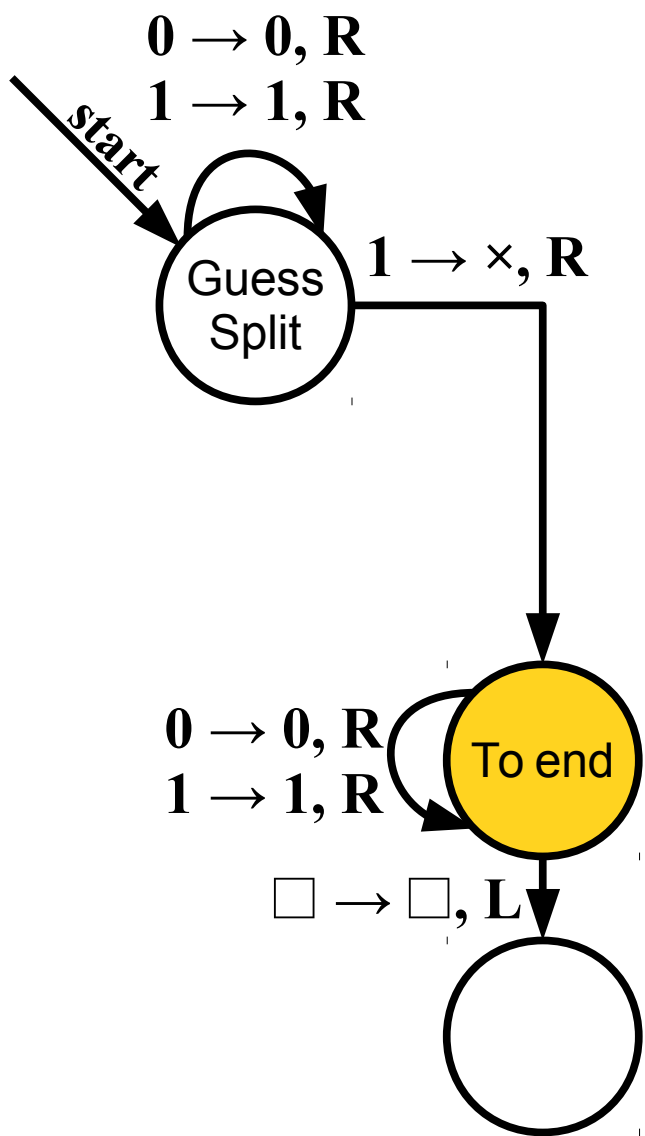 0 → 0, R
1 → 1, R
start
Guess
Split
1 → ×, R
0 → 0, R
1 → 1, R
To end
□ → □, L